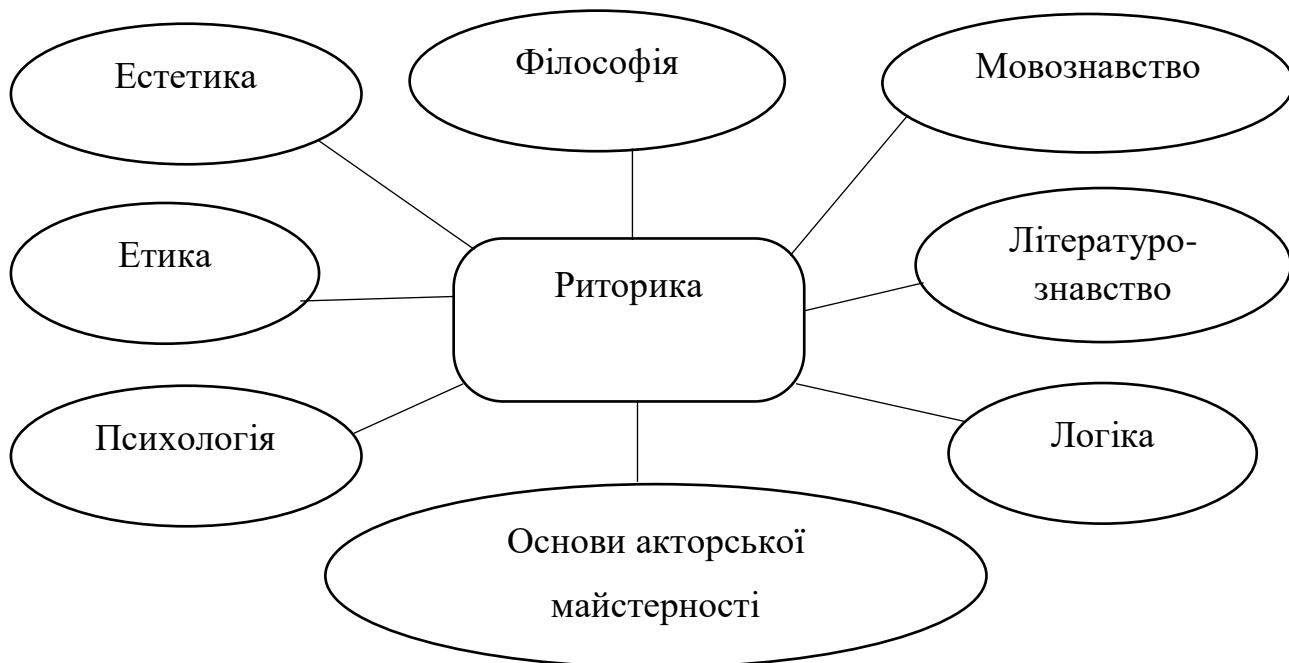 Естетика
Філософія
Мовознавство
Етика
Риторика
Літературо-
знавство
Психологія
Логіка
Основи акторської
майстерності